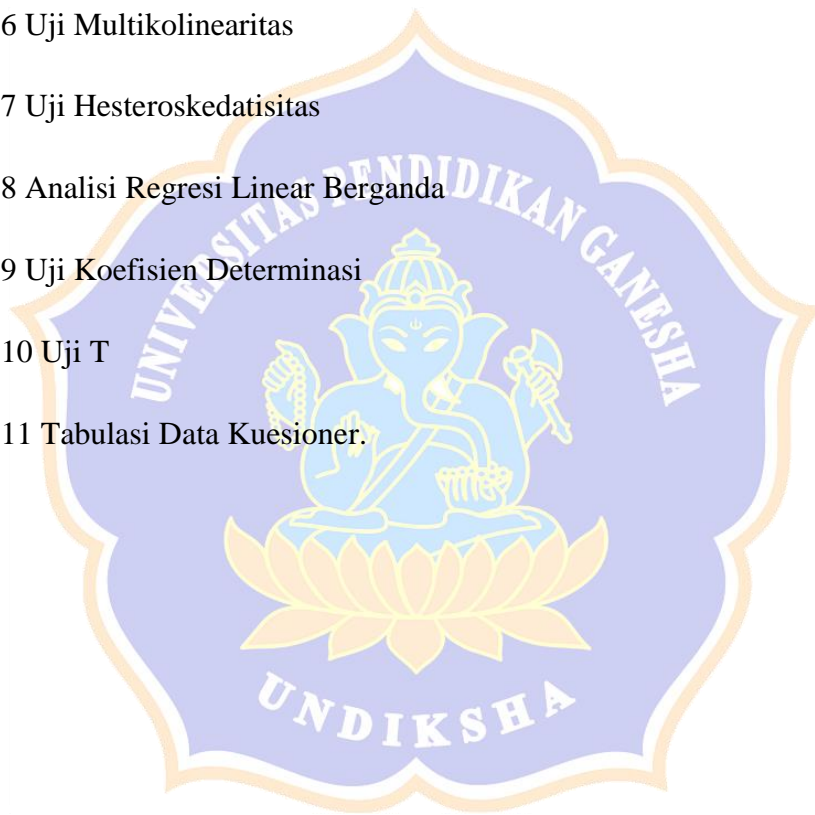 6 Uji Multikolinearitas
7 Uji Hesteroskedatisitas
8 Analisi Regresi Linear Berganda
9 Uji Koefisien Determinasi
10 Uji T
11 Tabulasi Data Kuesioner.
UNIVERSITAS PENDIDIKAN GANESHA
UNDIKSHA